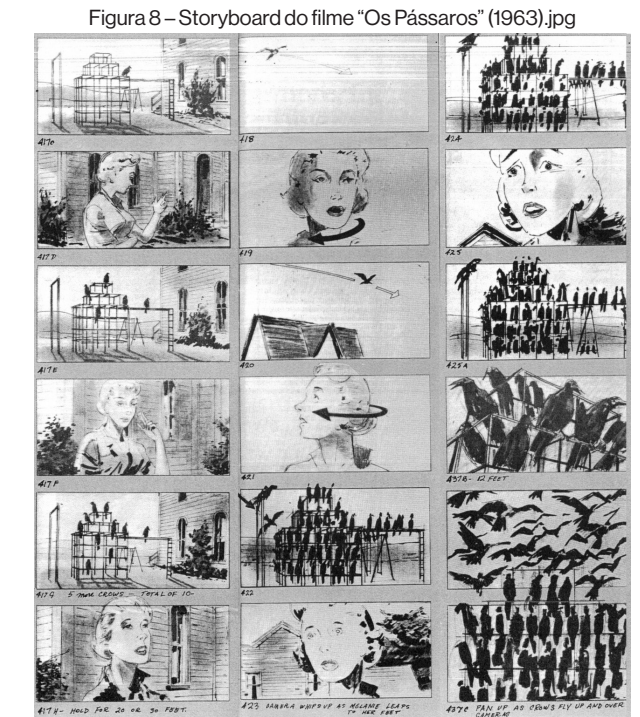 Figura 8 – Storyboard do filme “Os Pássaros” (1963).jpg
417D
417E
417F
417G 5 more CROWS – TOTAL OF 10-
417H- HOLD FOR 20 OR 30 FEET.
418
419
420
421
422
423 CAMERA WHIPS UP AS MELANIE LEAPS
TO HER FEET
424
425
425A
437B- 12 FEET
437C PAN UP AS CROWS FLY UP AND OVER
CAMERAS